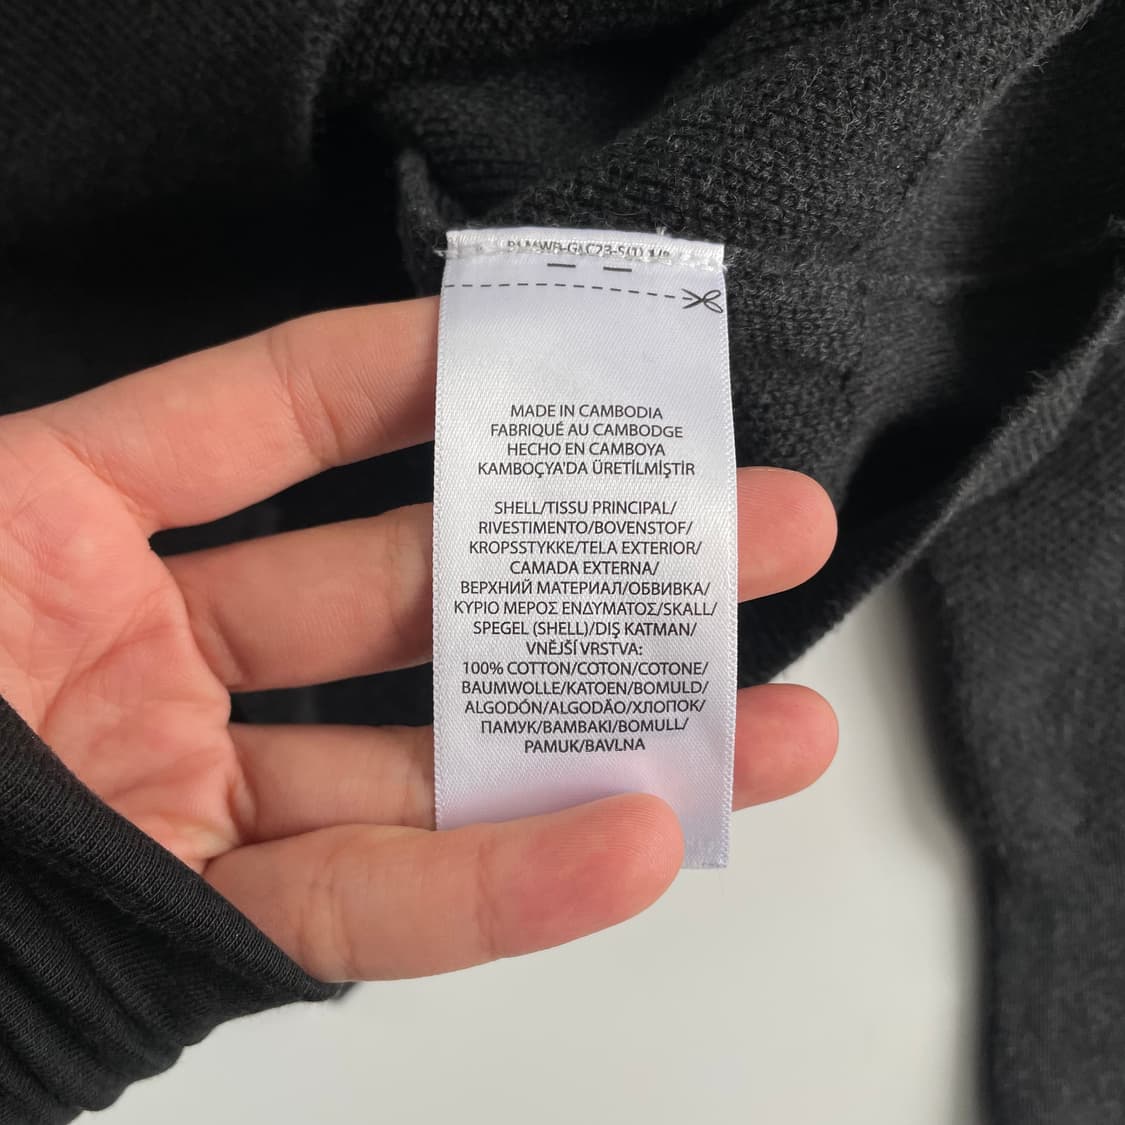 MADE IN CAMBODIA
FABRIQUÉ AU CAMBODGE
HECHO EN CAMBOYA
KAMBOÇYA'DA ÜRETİLMİŞTİR
SHELL/TISSU PRINCIPAL/
RIVESTIMENTO/BOVENSTOF/
KROPSSTYKKE/TELA EXTERIOR/
CAMADA EXTERNA/
ВЕРХНИЙ МАТЕРИАЛ/ОБВИВКА/
ΚΥΡΙΟ ΜΕΡΟΣ ΕΝΔΥΜΑΤΟΣ/SKALL/
SPEGEL (SHELL)/DIŞ KATMAN/
VNĚJŠÍ VRSTVA:
100% COTTON/COTON/COTONE/
BAUMWOLLE/KATOEN/BOMULD/
ALGODÓN/ALGODÃO/ХЛОПОК/
ПАМУК/ΒΑΜΒΑΚΙ/BOMULL/
PAMUK/BAVLNA